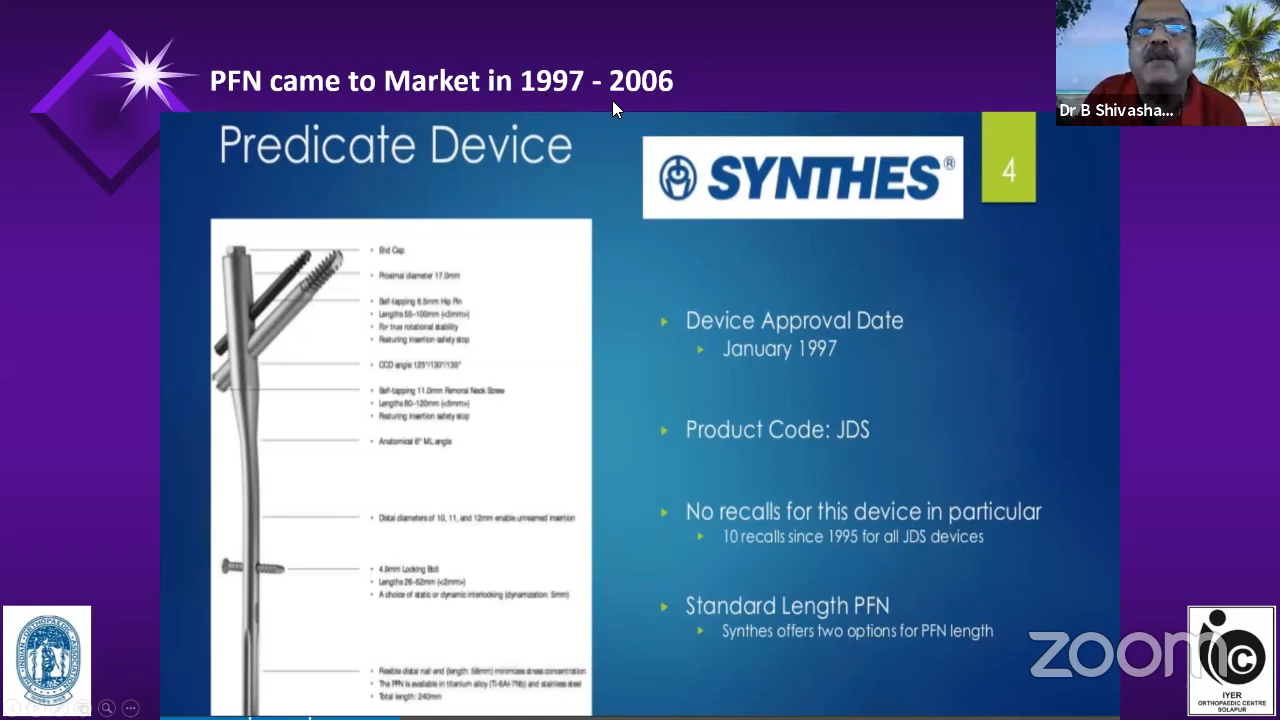 PFN came to Market in 1997 - 2006
Dr B Shivasha...
Predicate Device
SYNTHES®
4
End Cap
Proximal diameter 17.0mm
Self-tapping 6.5mm Hip Pin
Lengths 55–100mm (<5mm>)
For true rotational stability
Featuring insertion safety stop
CCD angle 125°/130°/135°
Self-tapping 11.0mm Femoral Neck Screw
Lengths 80–120mm (<5mm>)
Featuring insertion safety stop
Anatomical 6° ML angle
Distal diameters of 10, 11, and 12mm enable unreamed insertion
4.9mm Locking Bolt
Lengths 26–52mm (<2mm>)
A choice of static or dynamic interlocking (dynamization: 5mm)
Flexible distal nail end (length: 58mm) minimizes stress concentration
The PFN is available in titanium alloy (Ti-6Al-7Nb) and stainless steel
Total length: 240mm
Device Approval Date
January 1997
Product Code: JDS
No recalls for this device in particular
10 recalls since 1995 for all JDS devices
Standard Length PFN
Synthes offers two options for PFN length
zoom
IYER
ORTHOPAEDIC CENTRE
SOLAPUR